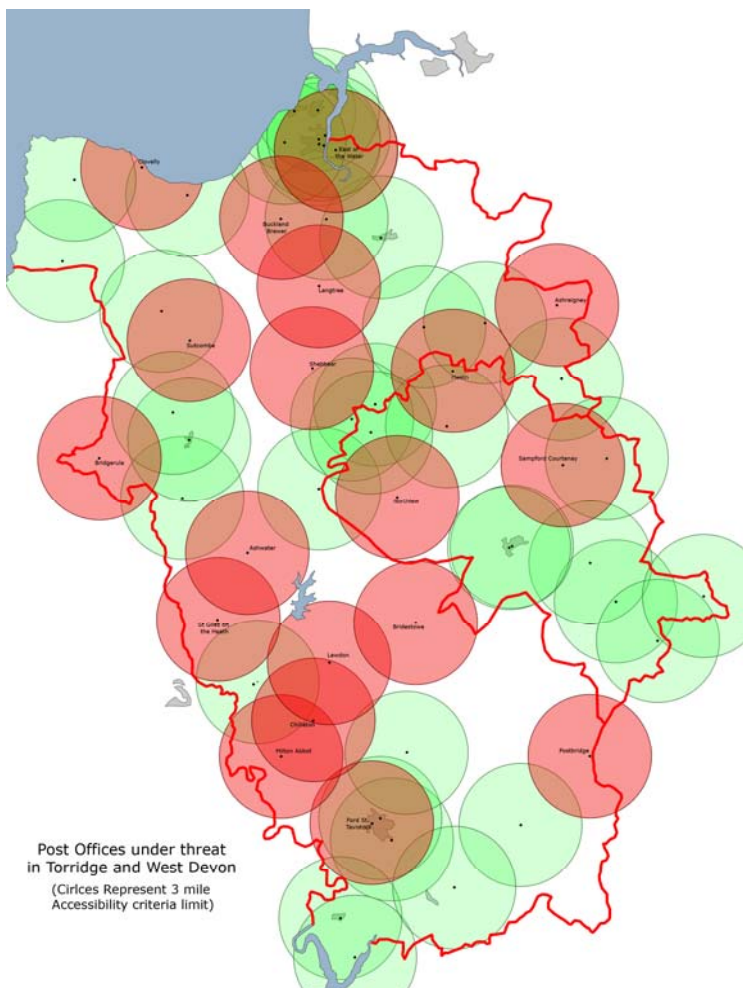 Clovelly
East of
the Water
Buckland
Brewer
Langtree
Ashreigney
Sutcombe
Shebbear
Bridgerule
Sampford Courtenay
Northlew
Ashwater
St Giles on
the Heath
Bridestowe
Lewdon
Chillaton
Milton Abbot
Postbridge
Ford St.
Tavistock
Post Offices under threat
in Torridge and West Devon
(Cirlces Represent 3 mile
Accessibility criteria limit)